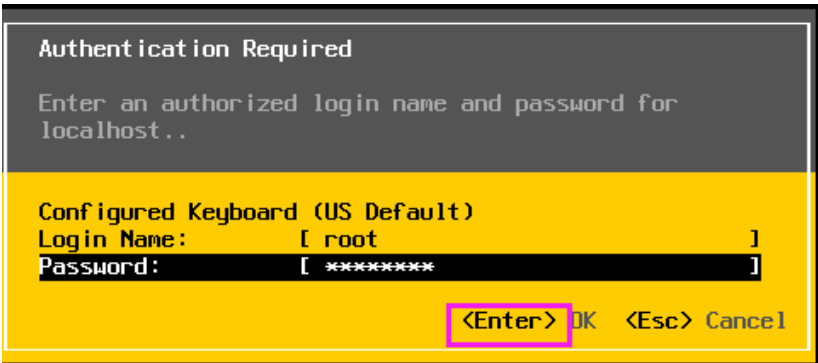 Authentication Required
Enter an authorized login name and password for
localhost..
Configured Keyboard (US Default)
Login Name: [ root ]
Password: [ ******** ]
<Enter> OK <Esc> Cancel